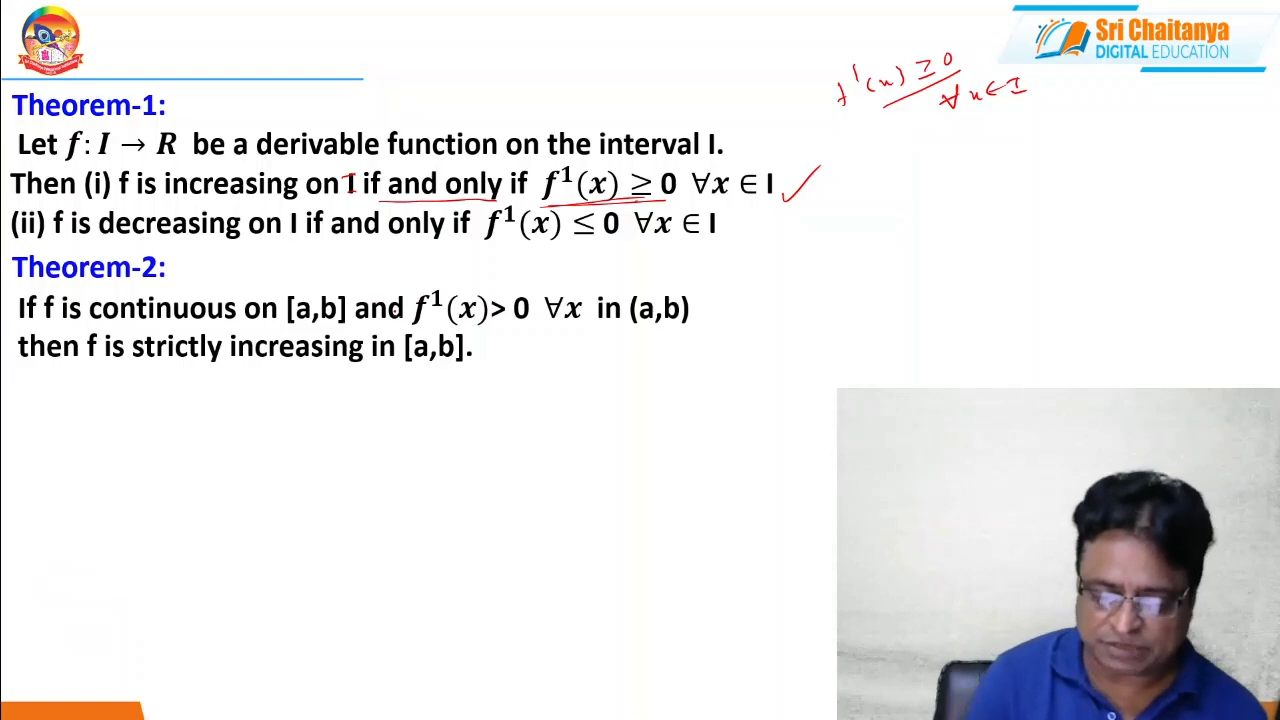 Sri Chaitanya
DIGITAL EDUCATION
f'(x) ≥ 0
∀ x ∈ I
Theorem-1:
Let f: I → R be a derivable function on the interval I.
Then (i) f is increasing on I if and only if f¹(x) ≥ 0 ∀x ∈ I ✓
(ii) f is decreasing on I if and only if f¹(x) ≤ 0 ∀x ∈ I
Theorem-2:
If f is continuous on [a,b] and f¹(x)> 0 ∀x in (a,b)
then f is strictly increasing in [a,b].